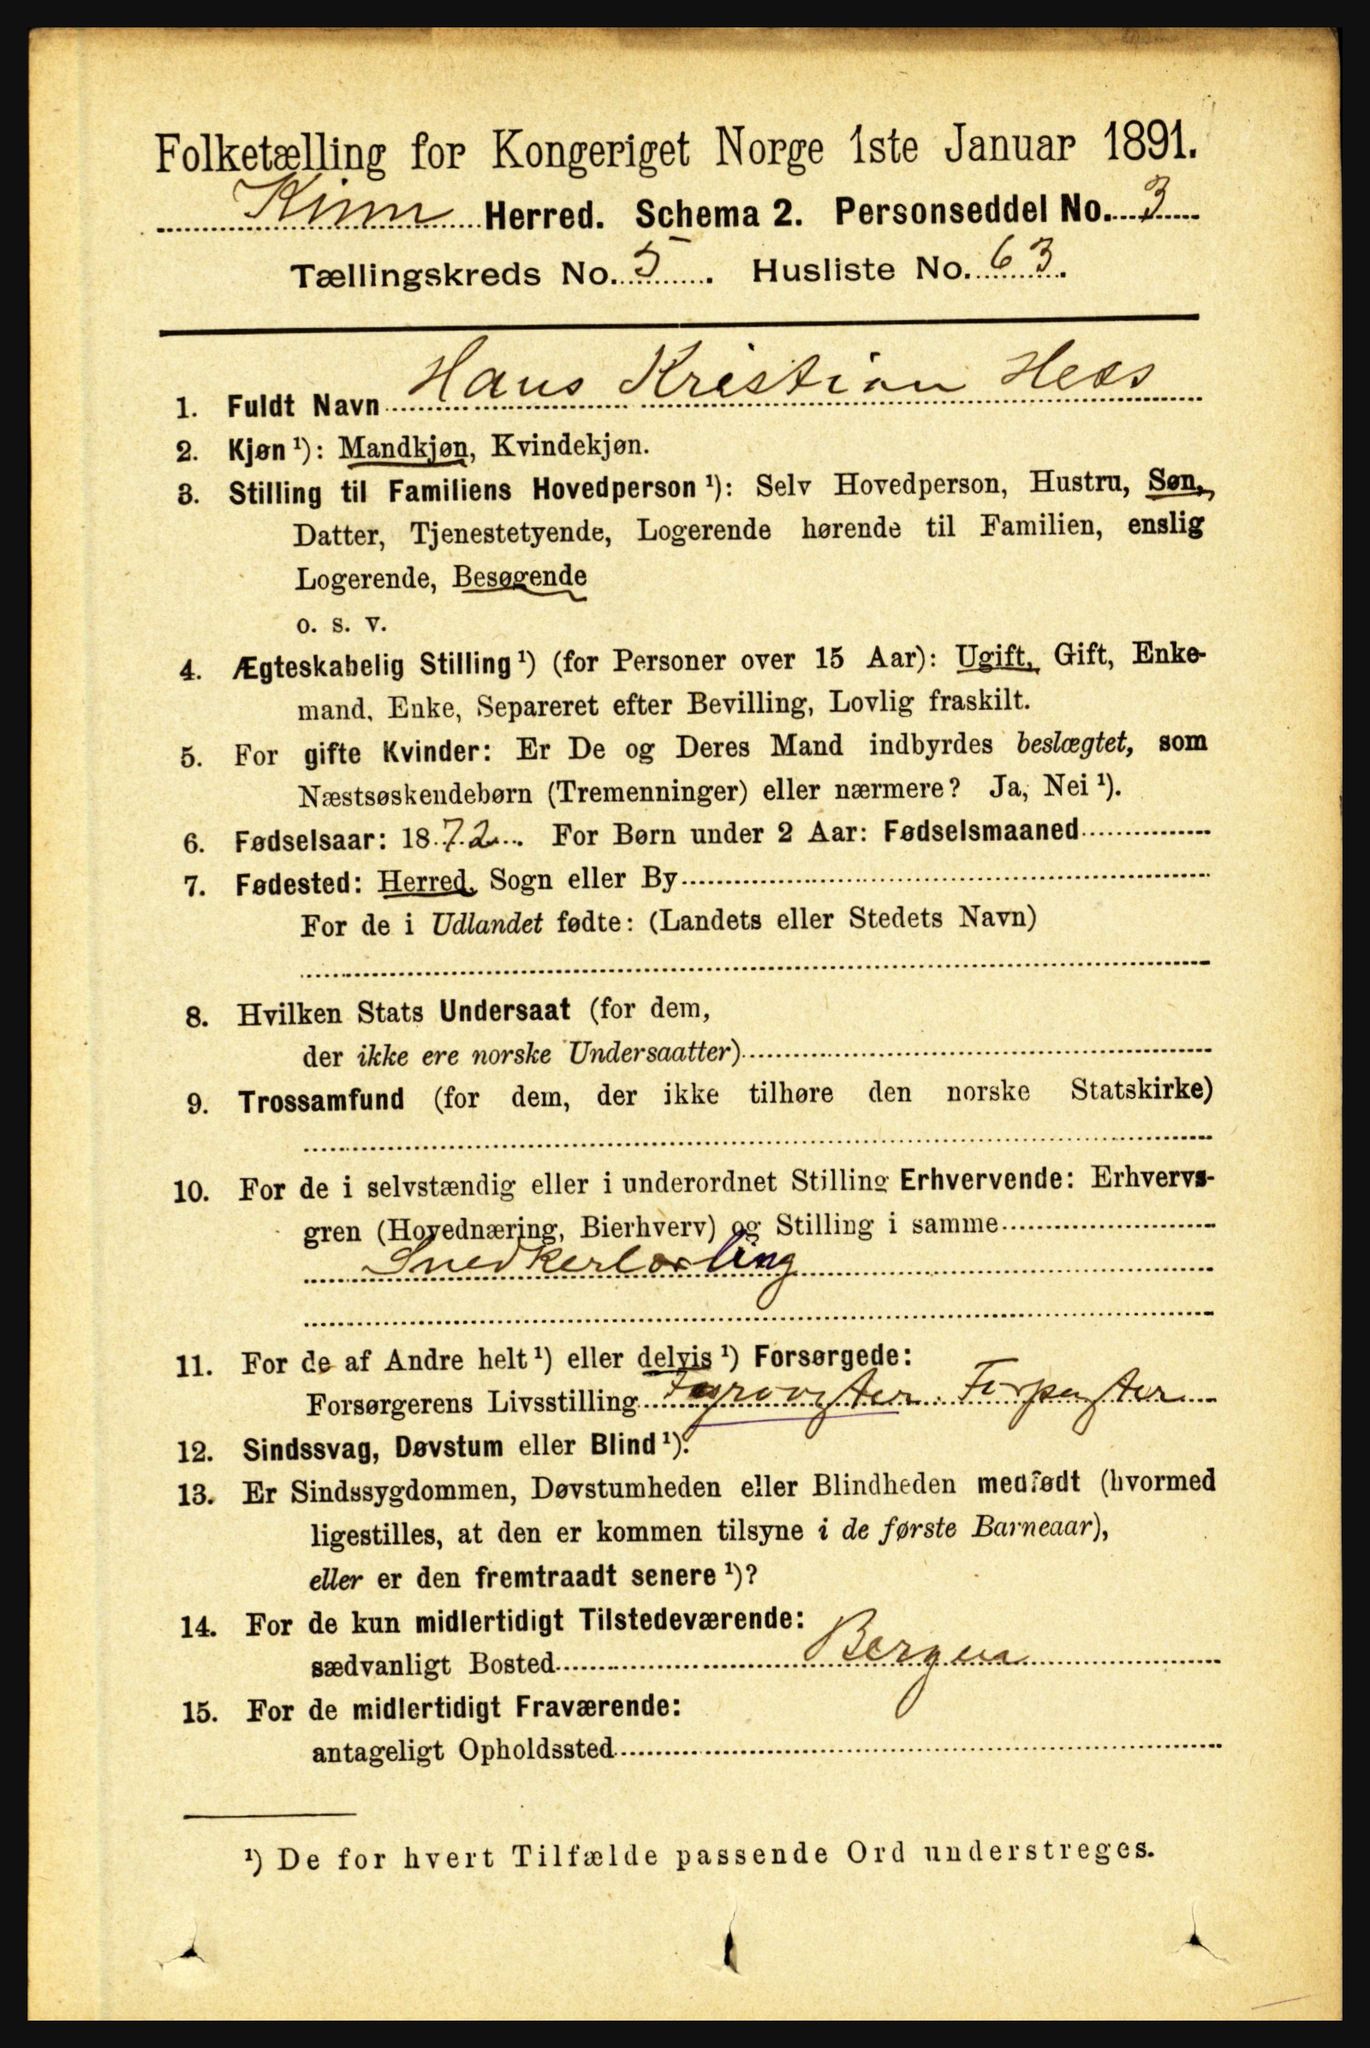 Folketælling for Kongeriget Norge 1ste Januar 1891.
Kinn Herred. Schema 2. Personseddel No. 3
Tællingskreds No. 5. Husliste No. 63.
1. Fuldt Navn Hans Kristian Hess
2. Kjøn ¹): Mandkjøn, Kvindekjøn.
3. Stilling til Familiens Hovedperson ¹): Selv Hovedperson, Hustru, Søn,
Datter, Tjenestetyende, Logerende hørende til Familien, enslig
Logerende, Besøgende
o. s. v.
4. Ægteskabelig Stilling ¹) (for Personer over 15 Aar): Ugift, Gift, Enke-
mand, Enke, Separeret efter Bevilling, Lovlig fraskilt.
5. For gifte Kvinder: Er De og Deres Mand indbyrdes beslægtet, som
Næstsøskendebørn (Tremenninger) eller nærmere? Ja, Nei ¹).
6. Fødselsaar: 1872. For Børn under 2 Aar: Fødselsmaaned
7. Fødested: Herred, Sogn eller By
For de i Udlandet fødte: (Landets eller Stedets Navn)
8. Hvilken Stats Undersaat (for dem,
der ikke ere norske Undersaatter)
9. Trossamfund (for dem, der ikke tilhøre den norske Statskirke)
10. For de i selvstændig eller i underordnet Stilling Erhvervende: Erhvervs-
gren (Hovednæring, Bierhverv) og Stilling i samme
Snedkerlærling
11. For de af Andre helt ¹) eller delvis ¹) Forsørgede:
Forsørgerens Livsstilling
12. Sindssvag, Døvstum eller Blind ¹).
13. Er Sindssygdommen, Døvstumheden eller Blindheden medfødt (hvormed
ligestilles, at den er kommen tilsyne i de første Barneaar),
eller er den fremtraadt senere ¹)?
14. For de kun midlertidigt Tilstedeværende:
sædvanligt Bosted Bergen
15. For de midlertidigt Fraværende:
antageligt Opholdssted
¹) De for hvert Tilfælde passende Ord understreges.